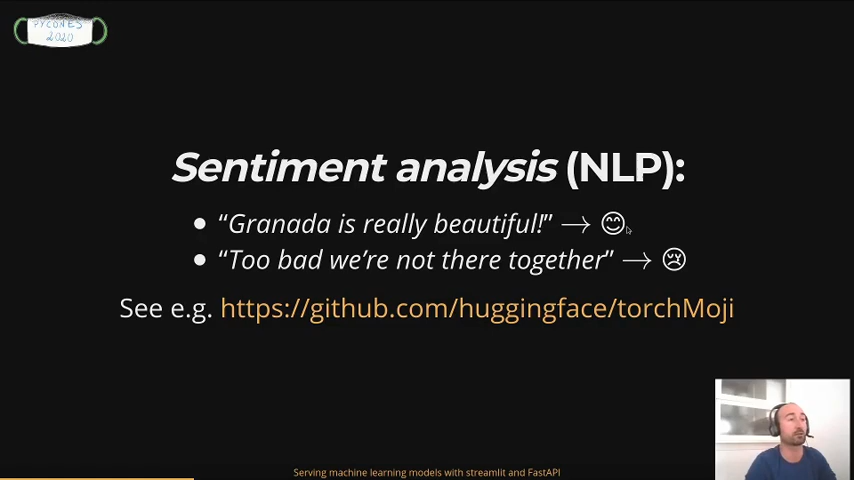 PYCONES
2020
Sentiment analysis (NLP):
• “Granada is really beautiful!” → 😊
• “Too bad we’re not there together” → 😢
See e.g. https://github.com/huggingface/torchMoji
Serving machine learning models with streamlit and FastAPI